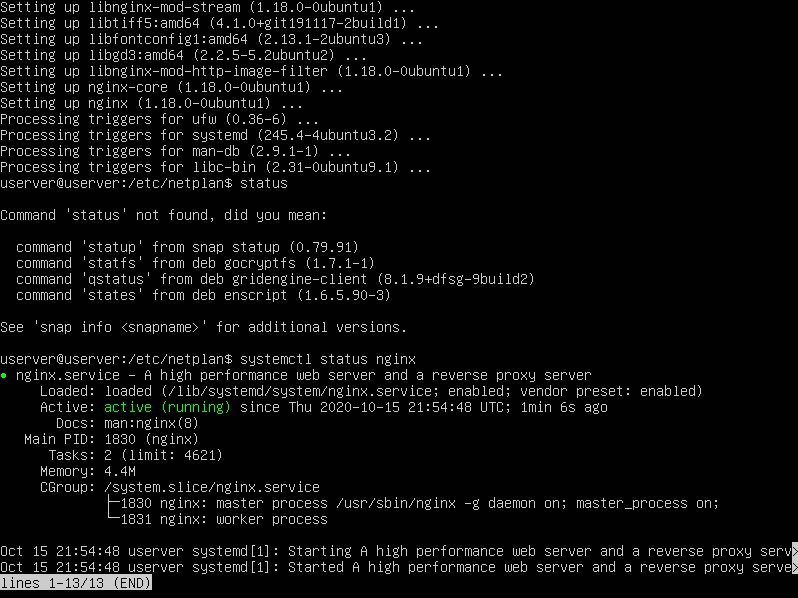 Setting up libnginx-mod-stream (1.18.0-0ubuntu1) ...
Setting up libtiff5:amd64 (4.1.0+git191117-2build1) ...
Setting up libfontconfig1:amd64 (2.13.1-2ubuntu3) ...
Setting up libgd3:amd64 (2.2.5-5.2ubuntu2) ...
Setting up libnginx-mod-http-image-filter (1.18.0-0ubuntu1) ...
Setting up nginx-core (1.18.0-0ubuntu1) ...
Setting up nginx (1.18.0-0ubuntu1) ...
Processing triggers for ufw (0.36-6) ...
Processing triggers for systemd (245.4-4ubuntu3.2) ...
Processing triggers for man-db (2.9.1-1) ...
Processing triggers for libc-bin (2.31-0ubuntu9.1) ...
userver@userver:/etc/netplan$ status

Command 'status' not found, did you mean:

  command 'statup' from snap statup (0.79.91)
  command 'statfs' from deb gocryptfs (1.7.1-1)
  command 'qstatus' from deb gridengine-client (8.1.9+dfsg-9build2)
  command 'states' from deb enscript (1.6.5.90-3)

See 'snap info <snapname>' for additional versions.

userver@userver:/etc/netplan$ systemctl status nginx
● nginx.service - A high performance web server and a reverse proxy server
     Loaded: loaded (/lib/systemd/system/nginx.service; enabled; vendor preset: enabled)
     Active: active (running) since Thu 2020-10-15 21:54:48 UTC; 1min 6s ago
       Docs: man:nginx(8)
   Main PID: 1830 (nginx)
      Tasks: 2 (limit: 4621)
     Memory: 4.4M
     CGroup: /system.slice/nginx.service
             ├─1830 nginx: master process /usr/sbin/nginx -g daemon on; master_process on;
             └─1831 nginx: worker process

Oct 15 21:54:48 userver systemd[1]: Starting A high performance web server and a reverse proxy serv>
Oct 15 21:54:48 userver systemd[1]: Started A high performance web server and a reverse proxy serve>
lines 1-13/13 (END)